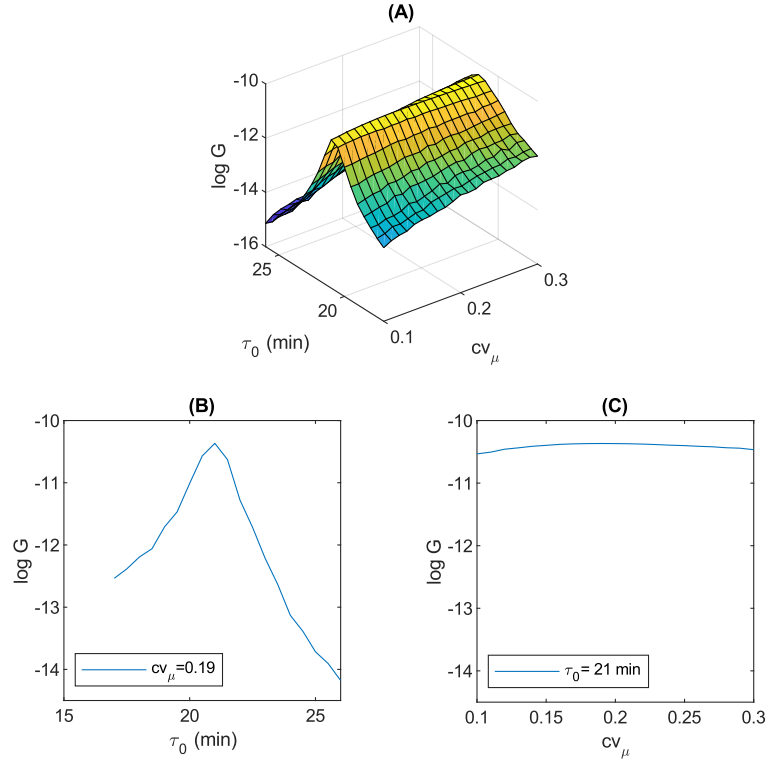 (A)
-10
-12
-14
-16
log G
25
20
τ0 (min)
0.1
0.2
0.3
cvμ
(B)
-10
-11
-12
-13
-14
log G
15
20
25
τ0 (min)
cvμ=0.19
(C)
-10
-11
-12
-13
-14
log G
0.1
0.15
0.2
0.25
0.3
cvμ
τ0= 21 min